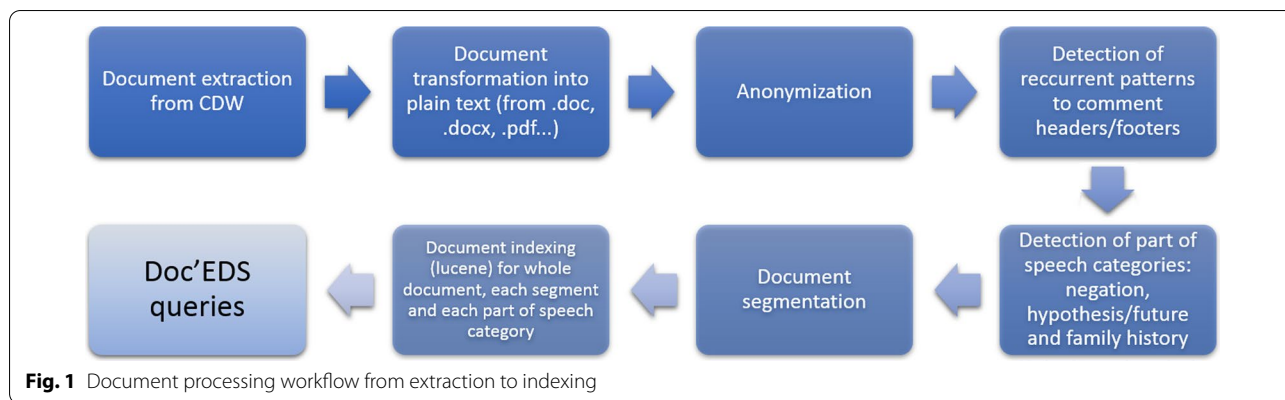 Document extraction
from CDW
Document
transformation into
plain text (from .doc,
.docx, .pdf...)
Anonymization
Detection of
reccurrent patterns
to comment
headers/footers
Detection of part of
speech categories:
negation,
hypothesis/future
and family history
Document
segmentation
Document indexing
(lucene) for whole
document, each segment
and each part of speech
category
Doc'EDS
queries
Fig. 1 Document processing workflow from extraction to indexing